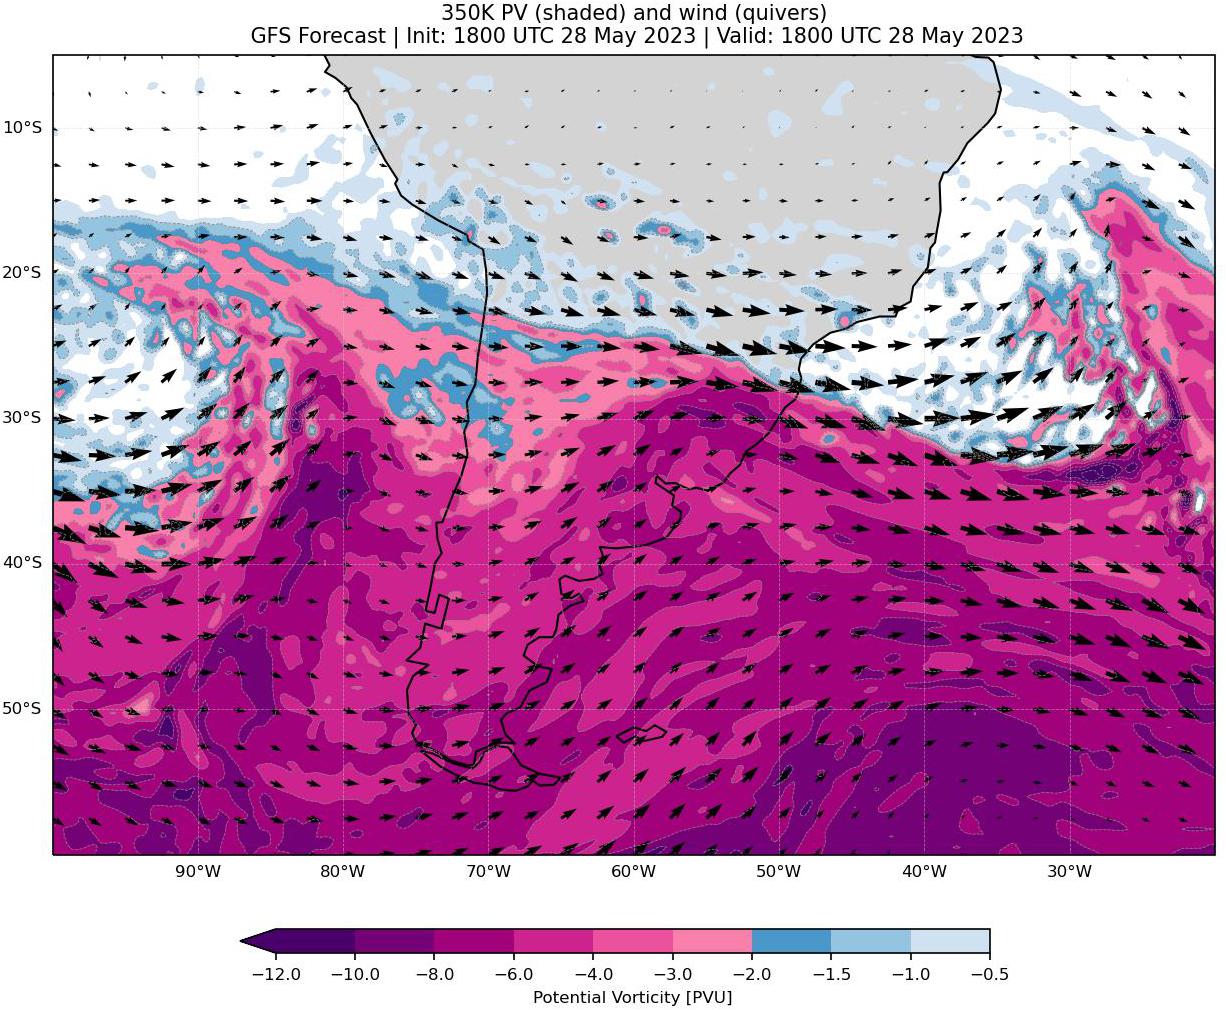 350K PV (shaded) and wind (quivers)
GFS Forecast | Init: 1800 UTC 28 May 2023 | Valid: 1800 UTC 28 May 2023
10°S
20°S
30°S
40°S
50°S
90°W 80°W 70°W 60°W 50°W 40°W 30°W
−12.0 −10.0 −8.0 −6.0 −4.0 −3.0 −2.0 −1.5 −1.0 −0.5
Potential Vorticity [PVU]